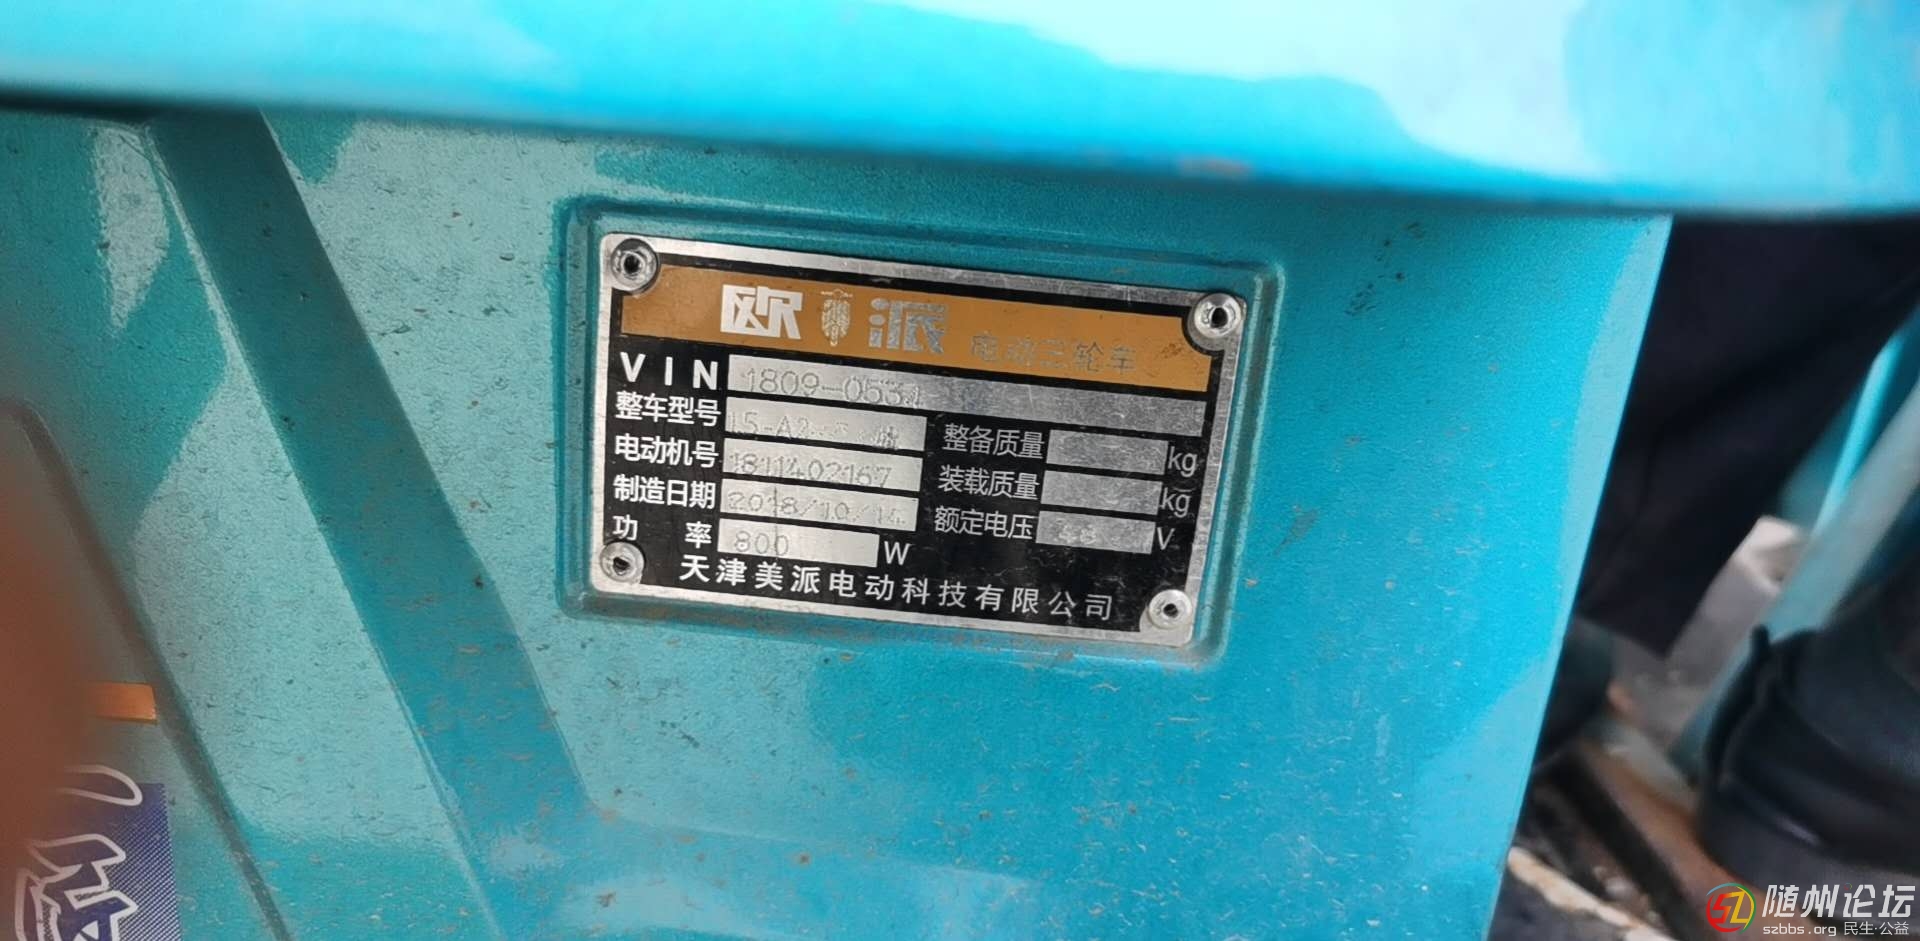 欧派 电动三轮车
VIN 1809-0531
整车型号
电动机号 1811402167
制造日期 2018/10/14
功率 800 W
整备质量 kg
装载质量 kg
额定电压 48 V
天津美派电动科技有限公司
随州论坛
szbbs.org 民生·公益